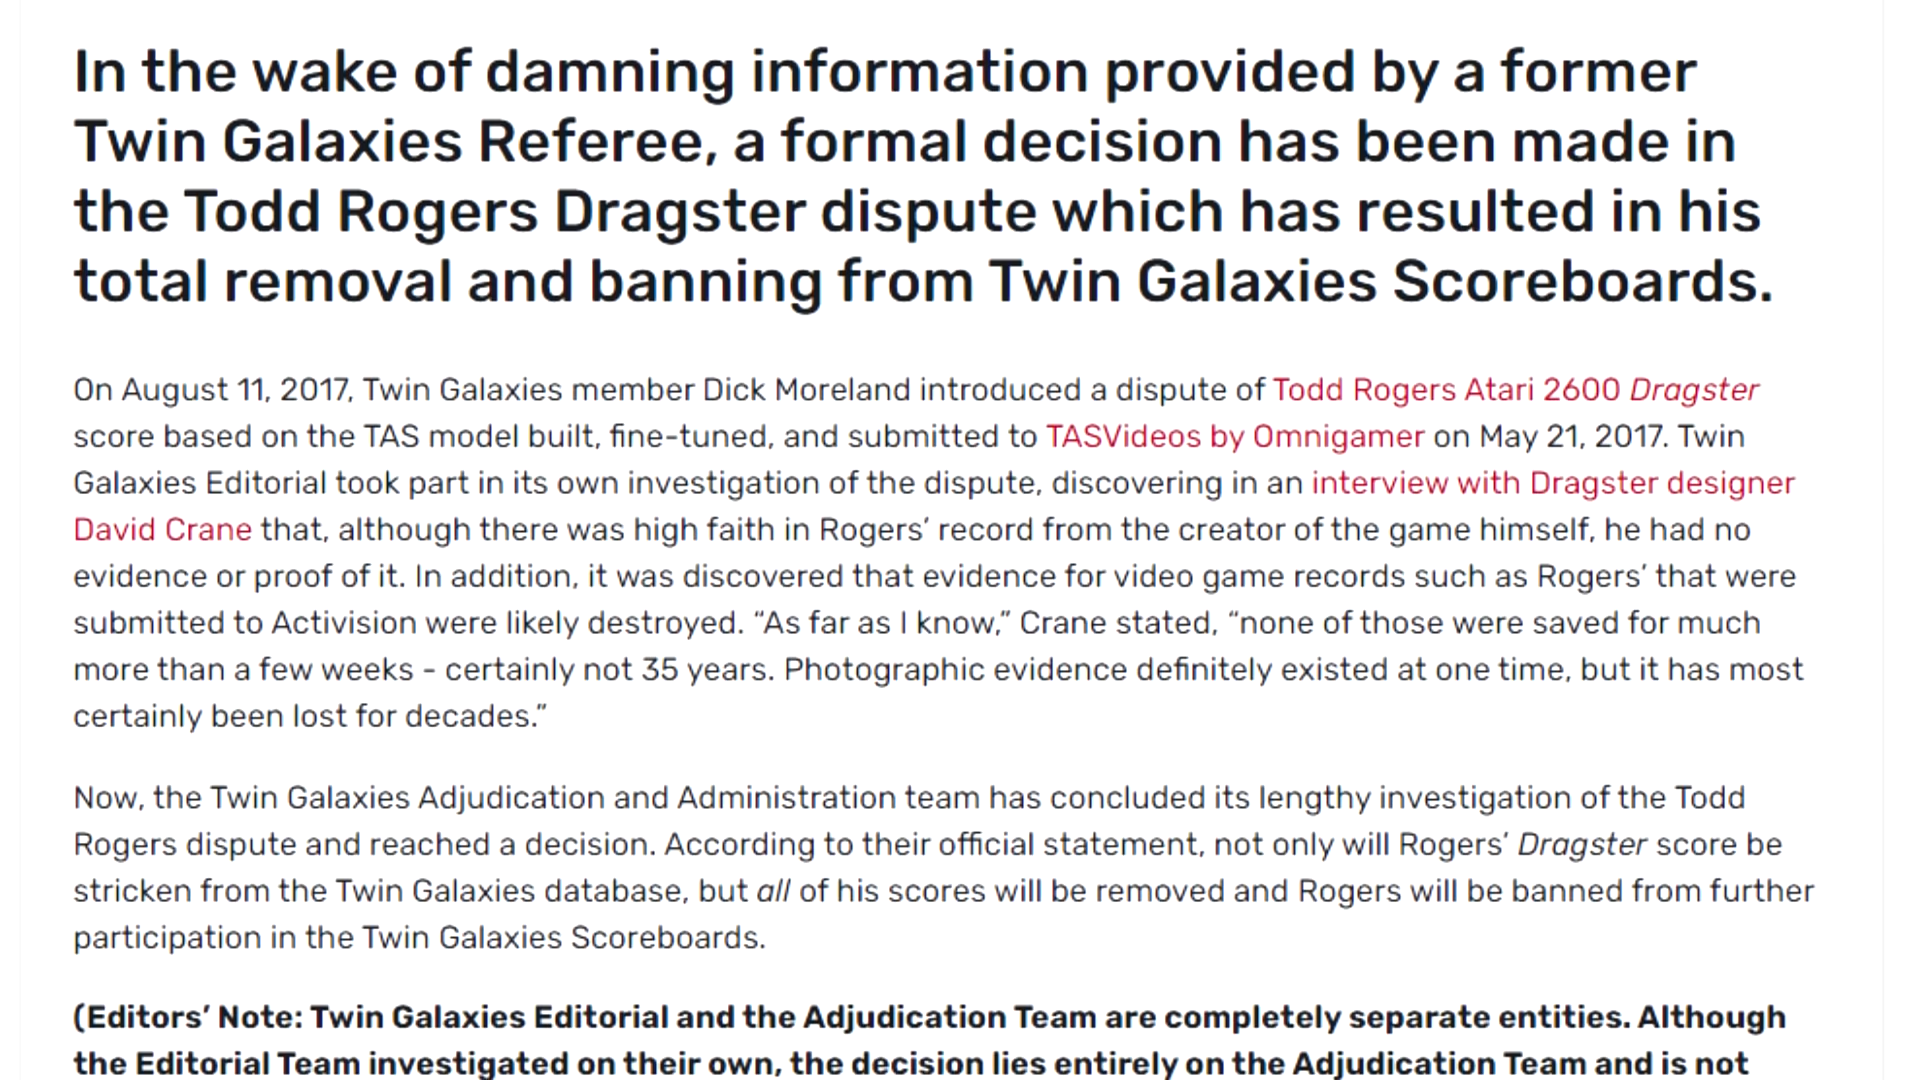 In the wake of damning information provided by a former
Twin Galaxies Referee, a formal decision has been made in
the Todd Rogers Dragster dispute which has resulted in his
total removal and banning from Twin Galaxies Scoreboards.
On August 11, 2017, Twin Galaxies member Dick Moreland introduced a dispute of Todd Rogers Atari 2600 Dragster
score based on the TAS model built, fine-tuned, and submitted to TASVideos by Omnigamer on May 21, 2017. Twin
Galaxies Editorial took part in its own investigation of the dispute, discovering in an interview with Dragster designer
David Crane that, although there was high faith in Rogers’ record from the creator of the game himself, he had no
evidence or proof of it. In addition, it was discovered that evidence for video game records such as Rogers’ that were
submitted to Activision were likely destroyed. “As far as I know,” Crane stated, “none of those were saved for much
more than a few weeks - certainly not 35 years. Photographic evidence definitely existed at one time, but it has most
certainly been lost for decades.”
Now, the Twin Galaxies Adjudication and Administration team has concluded its lengthy investigation of the Todd
Rogers dispute and reached a decision. According to their official statement, not only will Rogers’ Dragster score be
stricken from the Twin Galaxies database, but all of his scores will be removed and Rogers will be banned from further
participation in the Twin Galaxies Scoreboards.
(Editors’ Note: Twin Galaxies Editorial and the Adjudication Team are completely separate entities. Although
the Editorial Team investigated on their own, the decision lies entirely on the Adjudication Team and is not